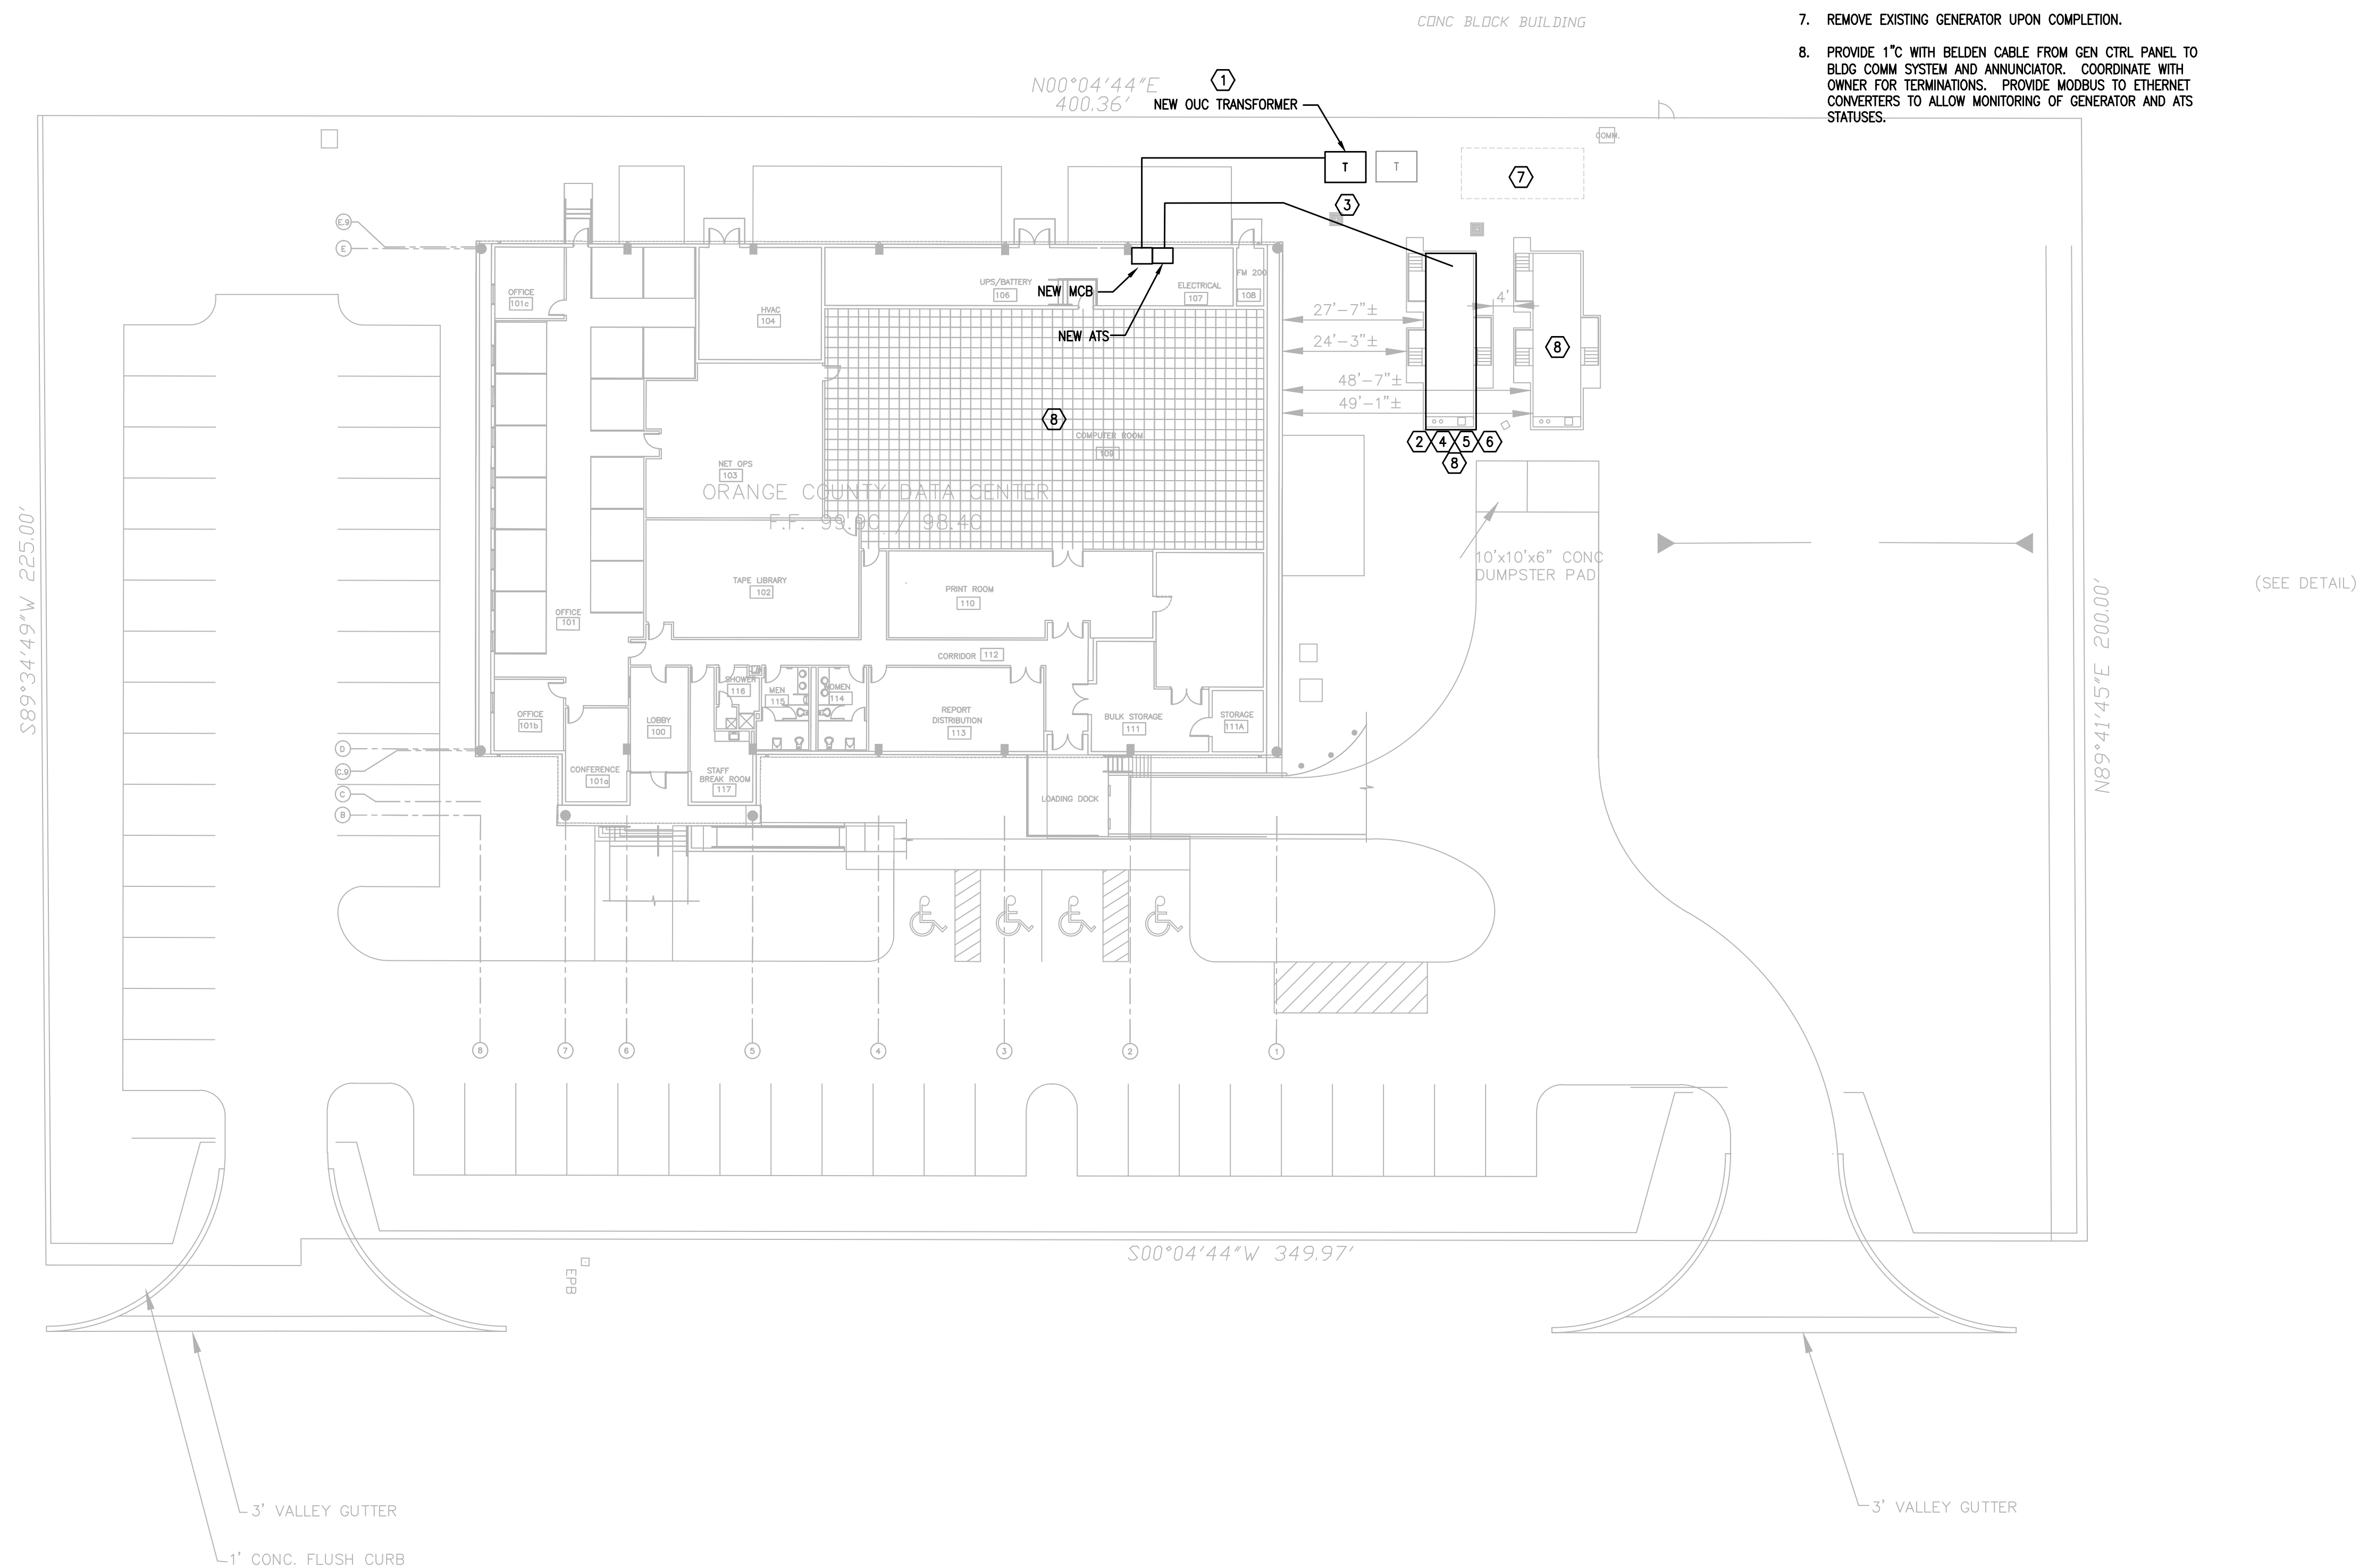 CONC BLOCK BUILDING
7. REMOVE EXISTING GENERATOR UPON COMPLETION.
8. PROVIDE 1"C WITH BELDEN CABLE FROM GEN CTRL PANEL TO
BLDG COMM SYSTEM AND ANNUNCIATOR. COORDINATE WITH
OWNER FOR TERMINATIONS. PROVIDE MODBUS TO ETHERNET
CONVERTERS TO ALLOW MONITORING OF GENERATOR AND ATS
STATUSES.
N00°04'44"E
400.36'
1
NEW OUC TRANSFORMER
COMM.
T
T
7
3
E.9
E
FM 200
108
UPS/BATTERY
106
NEW MCB
ELECTRICAL
107
OFFICE
101c
HVAC
104
NEW ATS
27'-7"±
4'
24'-3"±
8
48'-7"±
49'-1"±
8
COMPUTER ROOM
109
2
4
5
6
8
NET OPS
103
ORANGE COUNTY DATA CENTER
F.F. 99.90 / 98.40
S89°34'49"W 225.00'
10'x10'x6" CONC
DUMPSTER PAD
(SEE DETAIL)
N89°41'45"E 200.00'
TAPE LIBRARY
102
PRINT ROOM
110
OFFICE
101
CORRIDOR
112
SHOWER
116
MEN
115
WOMEN
114
OFFICE
101b
LOBBY
100
REPORT
DISTRIBUTION
113
BULK STORAGE
111
STORAGE
111A
D
C.9
C
B
CONFERENCE
101a
STAFF
BREAK ROOM
117
LOADING DOCK
8
7
6
5
4
3
2
1
S00°04'44"W 349.97'
EPB
3' VALLEY GUTTER
3' VALLEY GUTTER
1' CONC. FLUSH CURB